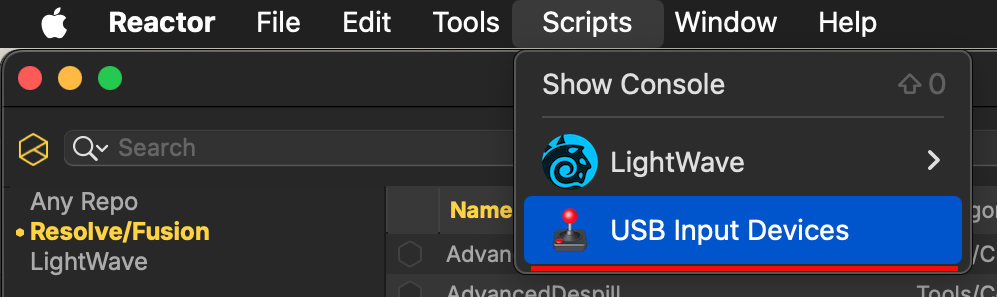 Reactor File Edit Tools Scripts Window Help
Show Console ⇧0
Search
LightWave
Any Repo
Name
USB Input Devices
Resolve/Fusion
LightWave
Advan
/C
AdvancedDespill
Tools/C